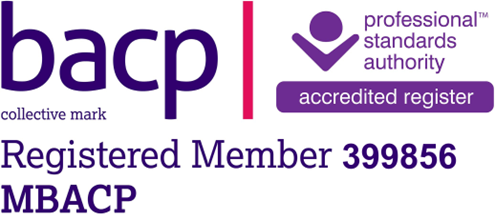 bacp
collective mark
professional™
standards
authority
accredited register
Registered Member 399856
MBACP